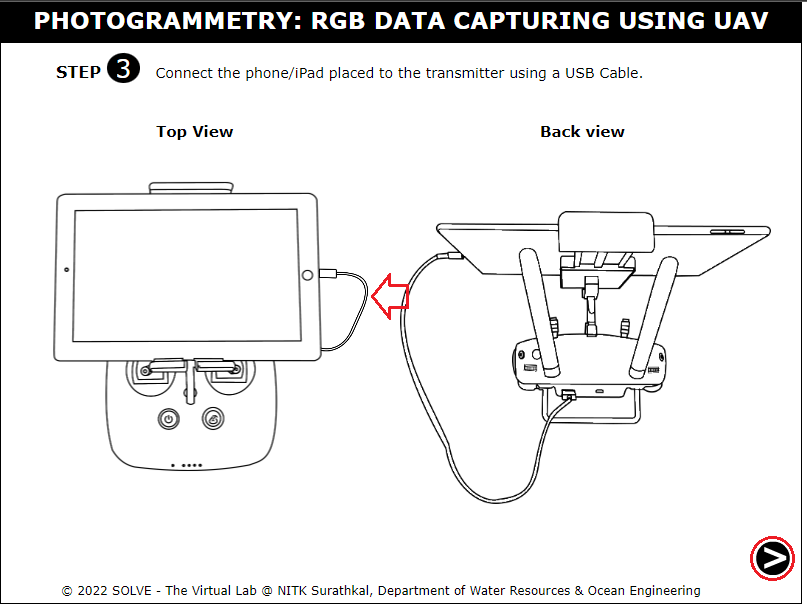 PHOTOGRAMMETRY: RGB DATA CAPTURING USING UAV
STEP 3 Connect the phone/iPad placed to the transmitter using a USB Cable.
Top View
Back view
© 2022 SOLVE - The Virtual Lab @ NITK Surathkal, Department of Water Resources & Ocean Engineering